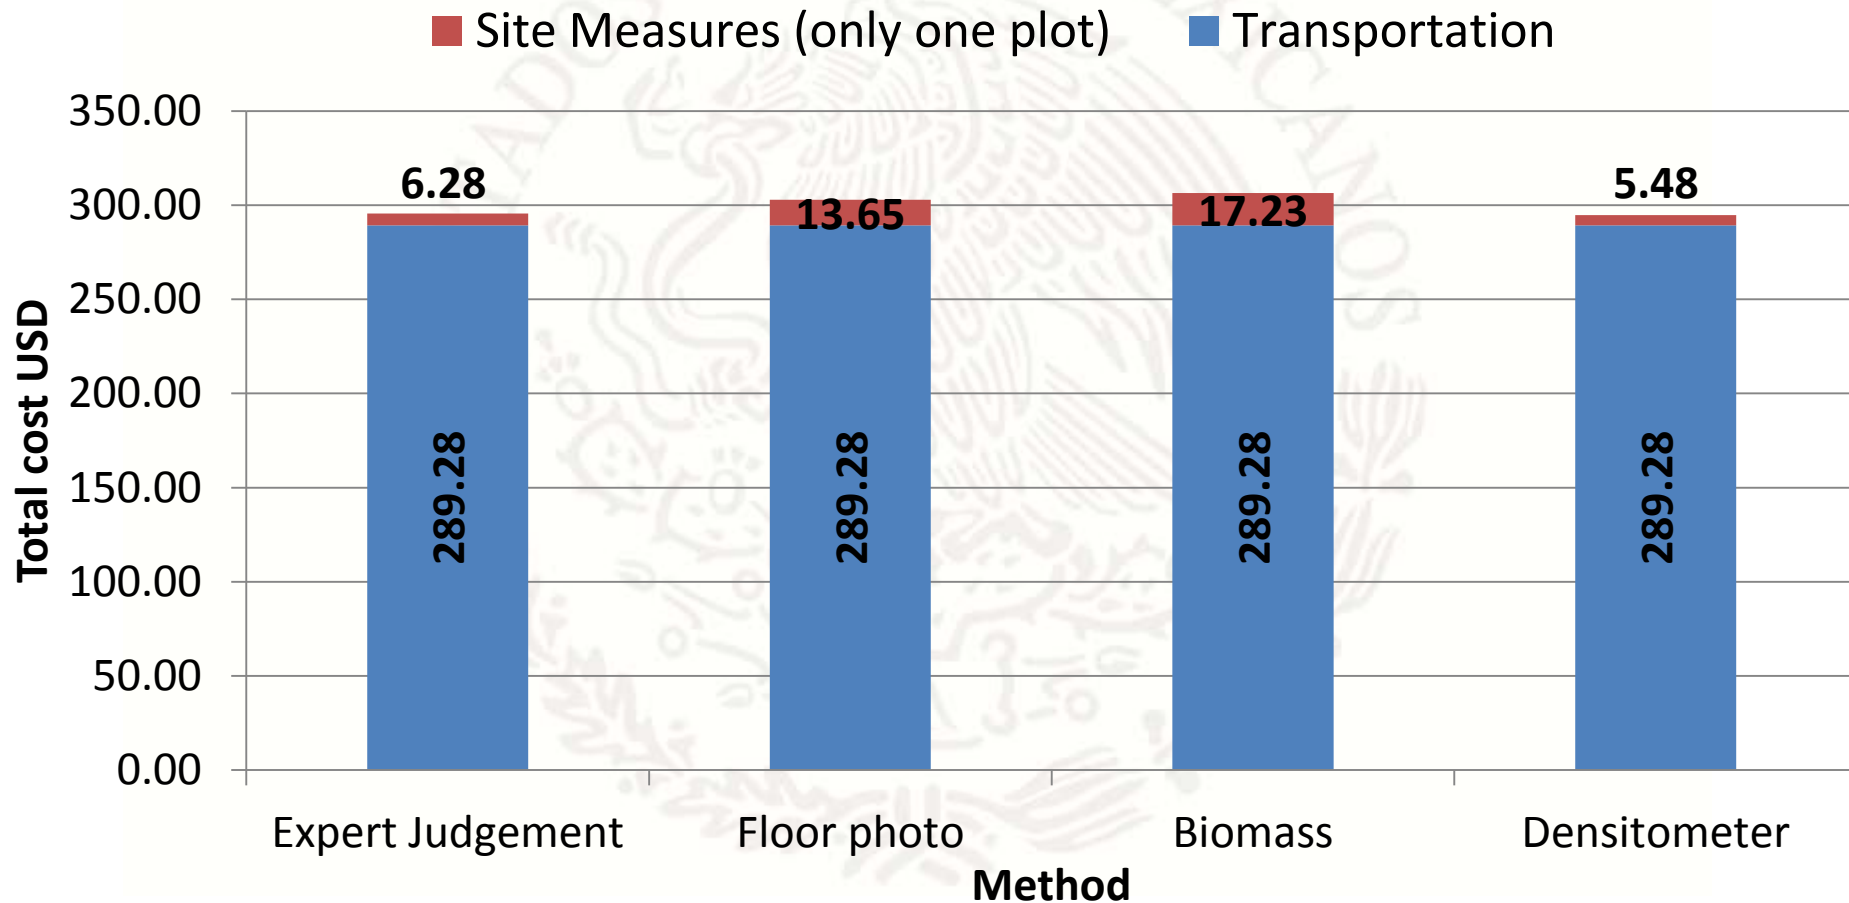 Site Measures (only one plot) Transportation
350.00
300.00
250.00
200.00
150.00
100.00
50.00
0.00
Total cost USD
6.28
13.65
17.23
5.48
289.28
289.28
289.28
289.28
Expert Judgement
Floor photo
Biomass
Densitometer
Method